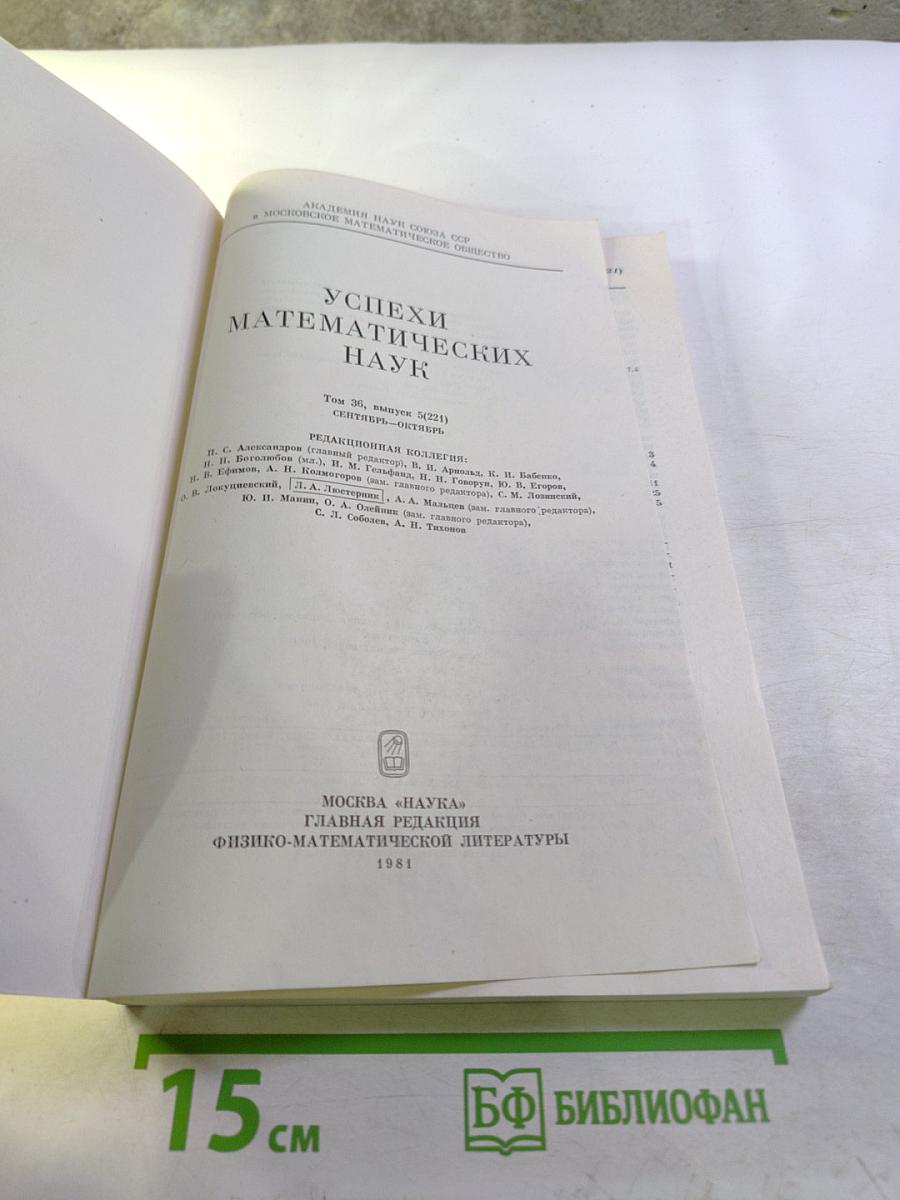 АКАДЕМИЯ НАУК СОЮЗА ССР
и МОСКОВСКОЕ МАТЕМАТИЧЕСКОЕ ОБЩЕСТВО
УСПЕХИ
МАТЕМАТИЧЕСКИХ
НАУК
Том 36, выпуск 5(221)
СЕНТЯБРЬ—ОКТЯБРЬ
РЕДАКЦИОННАЯ КОЛЛЕГИЯ:
П. С. Александров (главный редактор), В. И. Арнольд, К. И. Бабенко,
Н. Н. Боголюбов (мл.), И. М. Гельфанд, Н. Н. Говорун, Ю. В. Егоров,
Н. В. Ефимов, А. Н. Колмогоров (зам. главного редактора), С. М. Лозинский,
О. В. Локуциевский, Л. А. Люстерник, А. А. Мальцев (зам. главного редактора),
Ю. И. Манин, О. А. Олейник (зам. главного редактора),
С. Л. Соболев, А. Н. Тихонов
МОСКВА «НАУКА»
ГЛАВНАЯ РЕДАКЦИЯ
ФИЗИКО-МАТЕМАТИЧЕСКОЙ ЛИТЕРАТУРЫ
1981
15 см
БФ БИБЛИОФАН